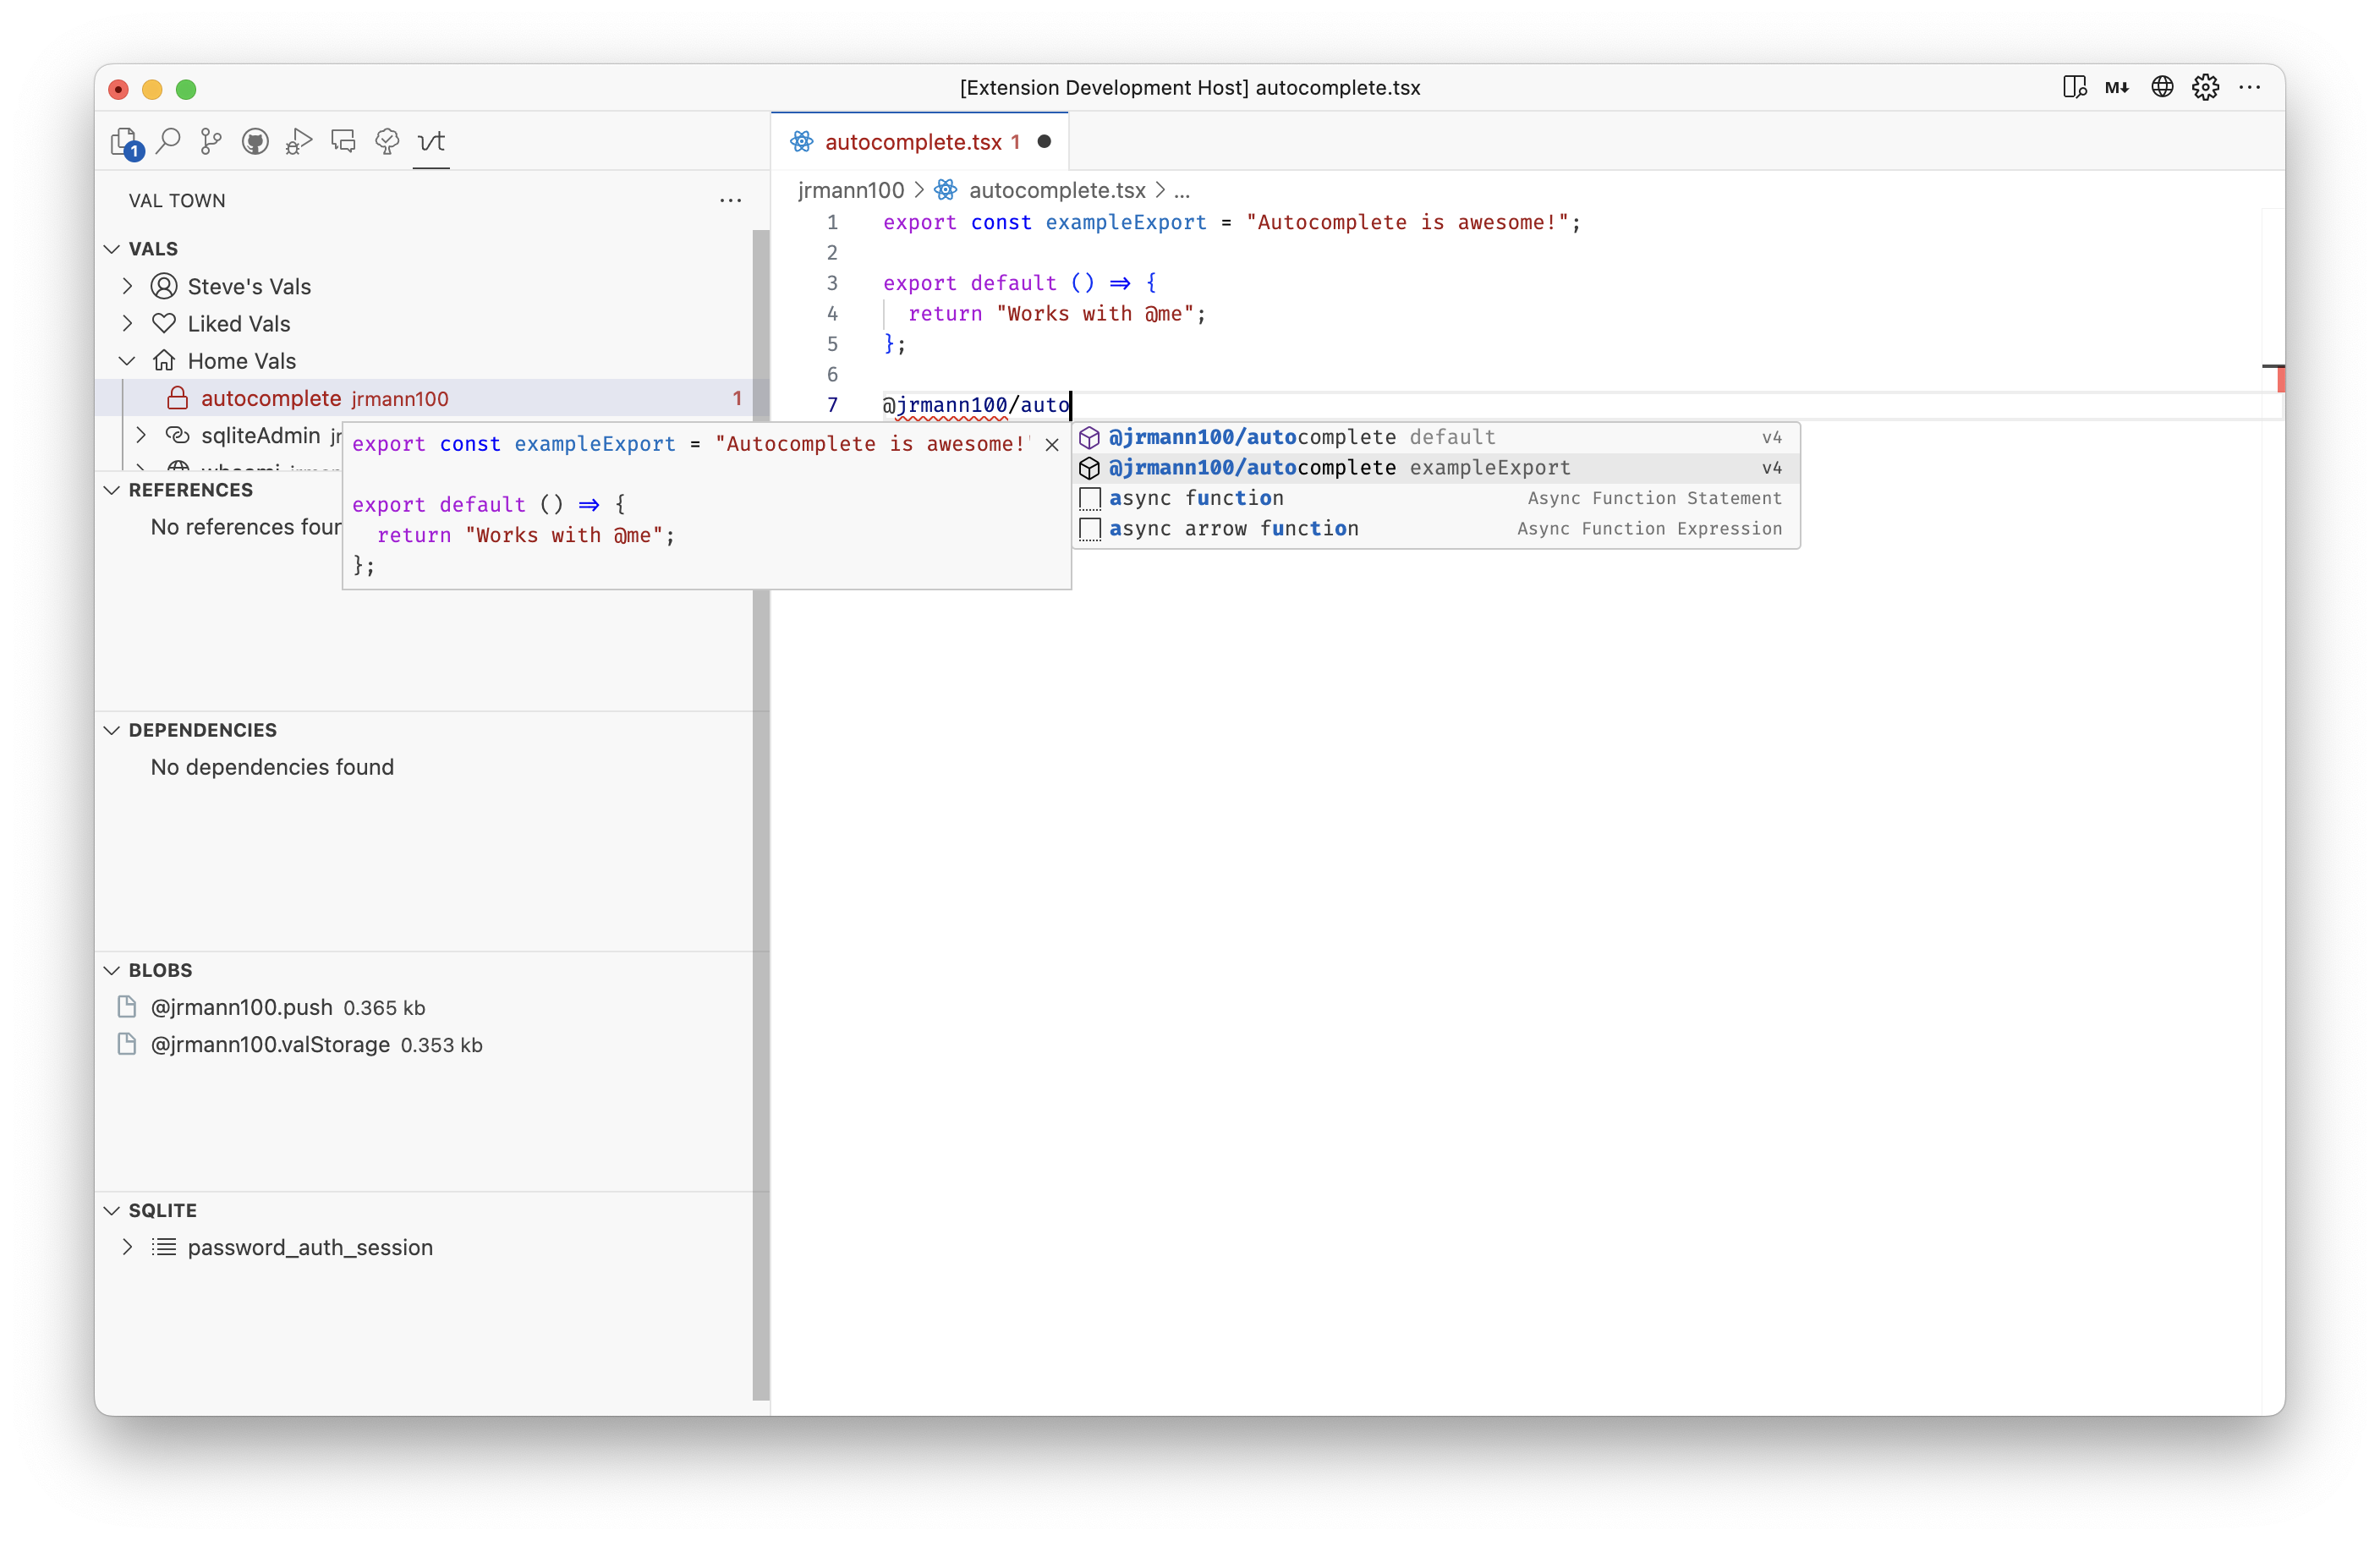 [Extension Development Host] autocomplete.tsx
M↓
1
VAL TOWN
VALS
Steve's Vals
Liked Vals
Home Vals
autocomplete jrmann100 1
sqliteAdmin
REFERENCES
No references
DEPENDENCIES
No dependencies found
BLOBS
@jrmann100.push 0.365 kb
@jrmann100.valStorage 0.353 kb
SQLITE
password_auth_session
autocomplete.tsx 1
jrmann100 > autocomplete.tsx > ...
1 export const exampleExport = "Autocomplete is awesome!";
2
3 export default () => {
4 return "Works with @me";
5 };
6
7 @jrmann100/auto
export const exampleExport = "Autocomplete is awesome!
export default () => {
return "Works with @me";
};
@jrmann100/autocomplete default v4
@jrmann100/autocomplete exampleExport v4
async function Async Function Statement
async arrow function Async Function Expression